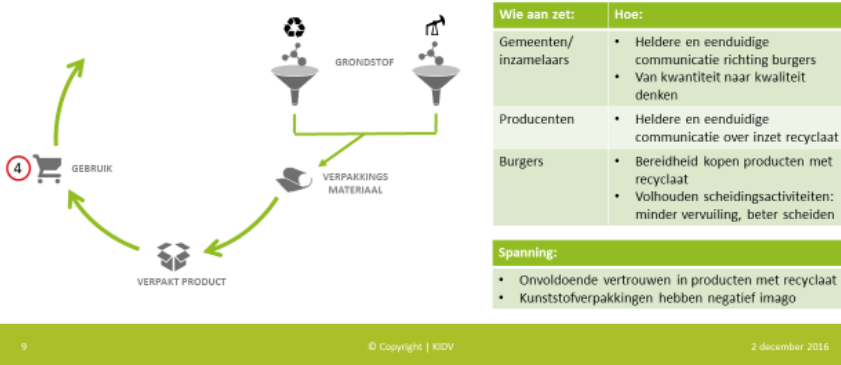 GRONDSTOF
VERPAKKINGS
MATERIAAL
VERPAKT PRODUCT
4
GEBRUIK
Wie aan zet: Hoe:
Gemeenten/
inzamelaars
• Heldere en eenduidige
communicatie richting burgers
• Van kwantiteit naar kwaliteit
denken
Producenten
• Heldere en eenduidige
communicatie over inzet recyclaat
Burgers
• Bereidheid kopen producten met
recyclaat
• Volhouden scheidingsactiviteiten:
minder vervuiling, beter scheiden
Spanning:
• Onvoldoende vertrouwen in producten met recyclaat
• Kunststofverpakkingen hebben negatief imago
9
© Copyright | KIDV
2 december 2016